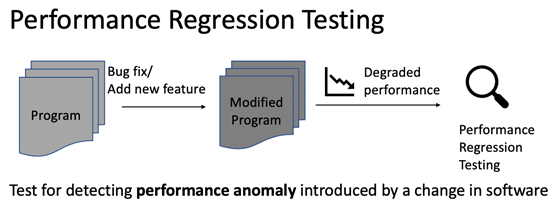 Performance Regression Testing
Program
Bug fix/
Add new feature
Modified
Program
Degraded
performance
Performance
Regression
Testing
Test for detecting performance anomaly introduced by a change in software